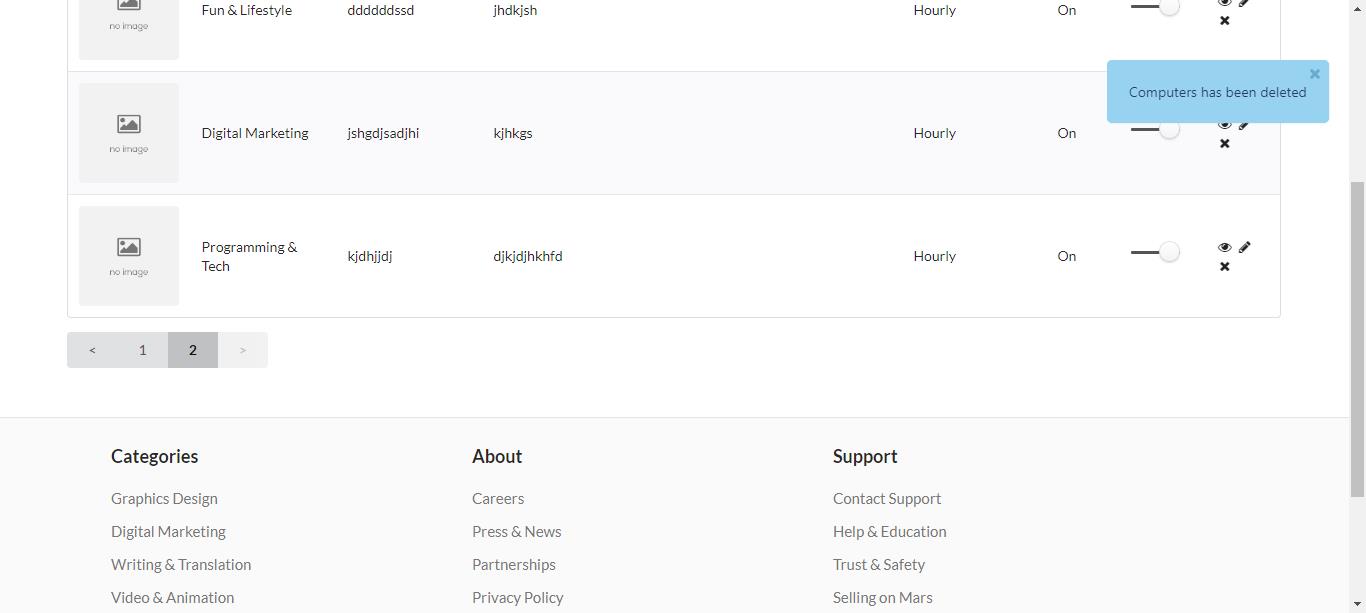 no image
Fun & Lifestyle
ddddddssd
jhdkjsh
Hourly
On
Computers has been deleted
no image
Digital Marketing
jshgdjsadjhi
kjhkgs
Hourly
On
no image
Programming &
Tech
kjdhjjdj
djkjdjhkhfd
Hourly
On
< 1 2 >
Categories
Graphics Design
Digital Marketing
Writing & Translation
Video & Animation
About
Careers
Press & News
Partnerships
Privacy Policy
Support
Contact Support
Help & Education
Trust & Safety
Selling on Mars